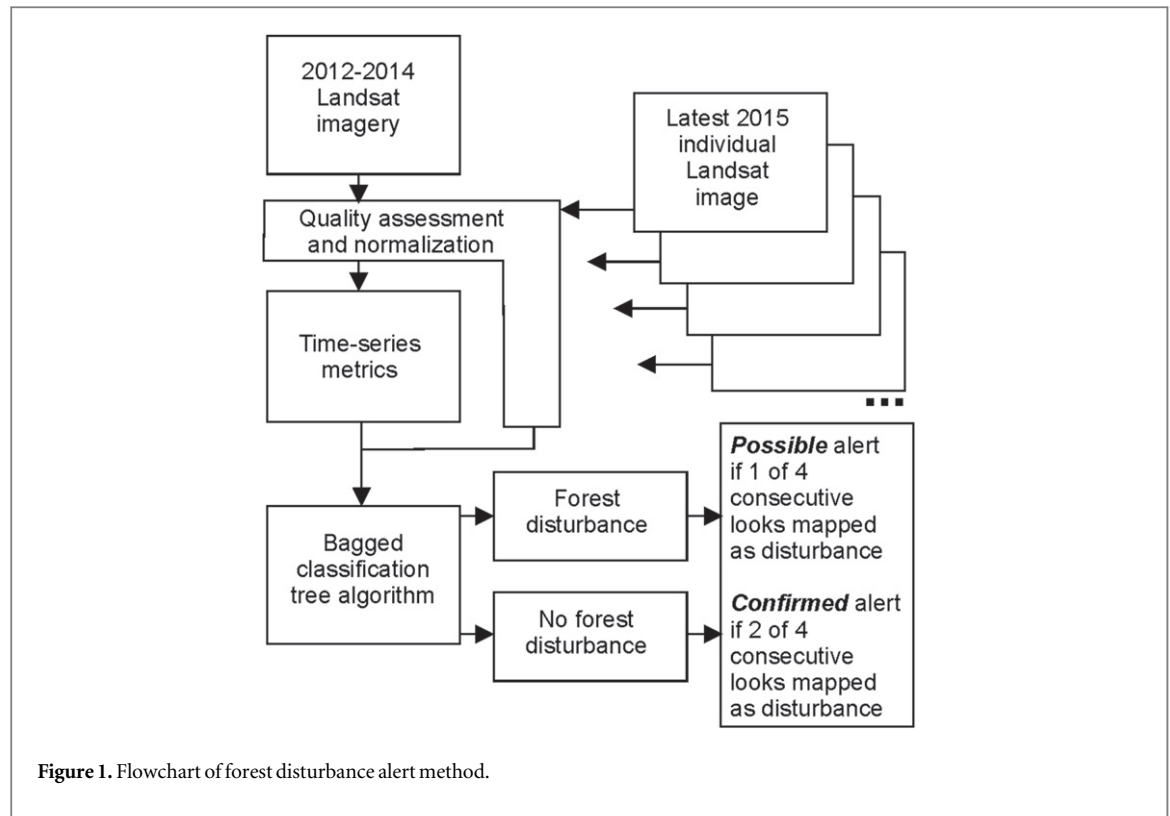 2012-2014
Landsat
imagery
Latest 2015
individual
Landsat
image
Quality assessment
and normalization
Time-series
metrics
...
Bagged
classification
tree algorithm
Forest
disturbance
No forest
disturbance
Possible alert
if 1 of 4
consecutive
looks mapped
as disturbance
Confirmed alert
if 2 of 4
consecutive
looks mapped
as disturbance
Figure 1. Flowchart of forest disturbance alert method.